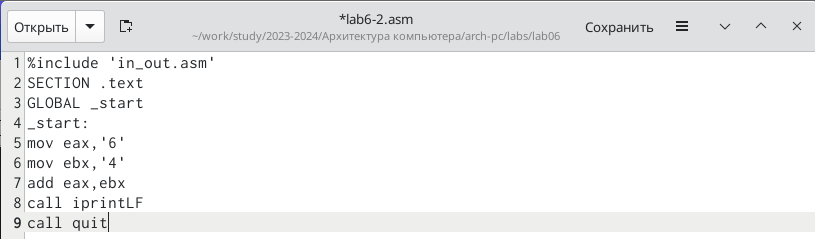 Открыть
*lab6-2.asm
~/work/study/2023-2024/Архитектура компьютера/arch-pc/labs/lab06
Сохранить
1 %include 'in_out.asm'
2 SECTION .text
3 GLOBAL _start
4 _start:
5 mov eax,'6'
6 mov ebx,'4'
7 add eax,ebx
8 call iprintLF
9 call quit